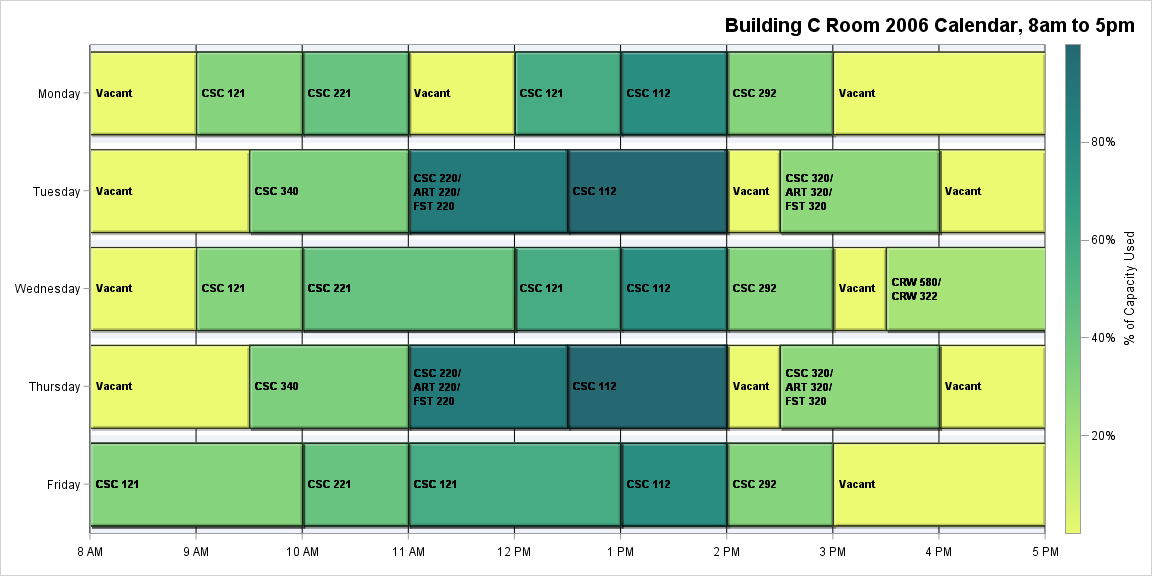 Building C Room 2006 Calendar, 8am to 5pm
Monday
Vacant
CSC 121
CSC 221
Vacant
CSC 121
CSC 112
CSC 292
Vacant
Tuesday
Vacant
CSC 340
CSC 220/
ART 220/
FST 220
CSC 112
Vacant
CSC 320/
ART 320/
FST 320
Vacant
Wednesday
Vacant
CSC 121
CSC 221
CSC 121
CSC 112
CSC 292
Vacant
CRW 580/
CRW 322
Thursday
Vacant
CSC 340
CSC 220/
ART 220/
FST 220
CSC 112
Vacant
CSC 320/
ART 320/
FST 320
Vacant
Friday
CSC 121
CSC 221
CSC 121
CSC 112
CSC 292
Vacant
8 AM
9 AM
10 AM
11 AM
12 PM
1 PM
2 PM
3 PM
4 PM
5 PM
80%
60%
40%
20%
% of Capacity Used